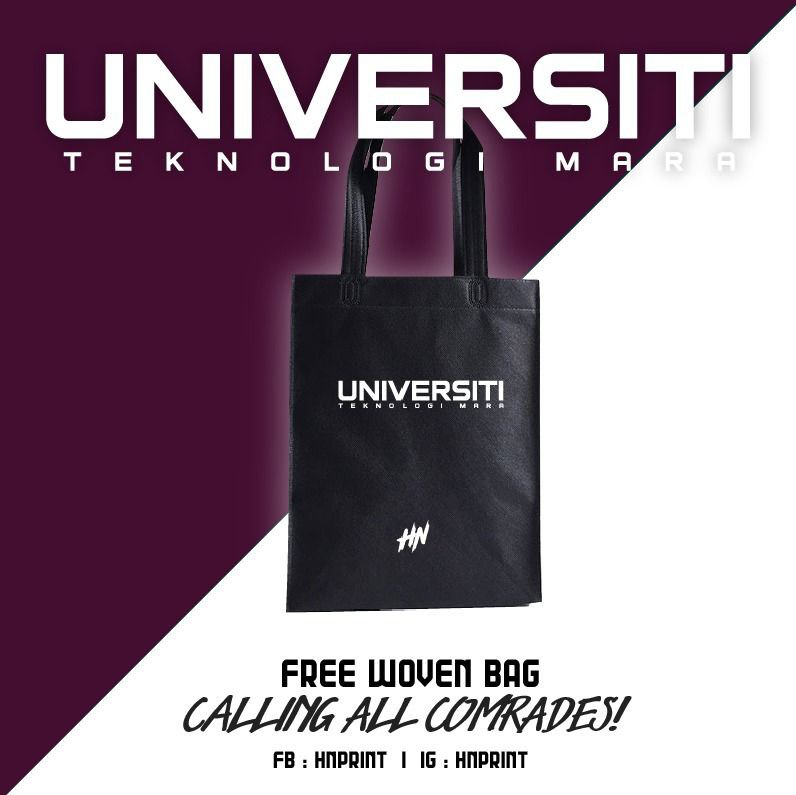 UNIVERSITI
TEKNOLOGI MARA
UNIVERSITI
TEKNOLOGI MARA
HN
FREE WOVEN BAG
CALLING ALL COMRADES!
FB : HNPRINT | IG : HNPRINT